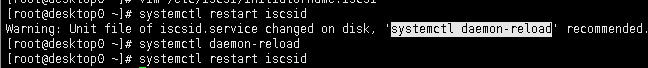 [root@desktop0 ~]# vim /etc/iscsi/initiatorname.iscsi
[root@desktop0 ~]# systemctl restart iscsid
Warning: Unit file of iscsid.service changed on disk, 'systemctl daemon-reload' recommended.
[root@desktop0 ~]# systemctl daemon-reload
[root@desktop0 ~]# systemctl restart iscsid